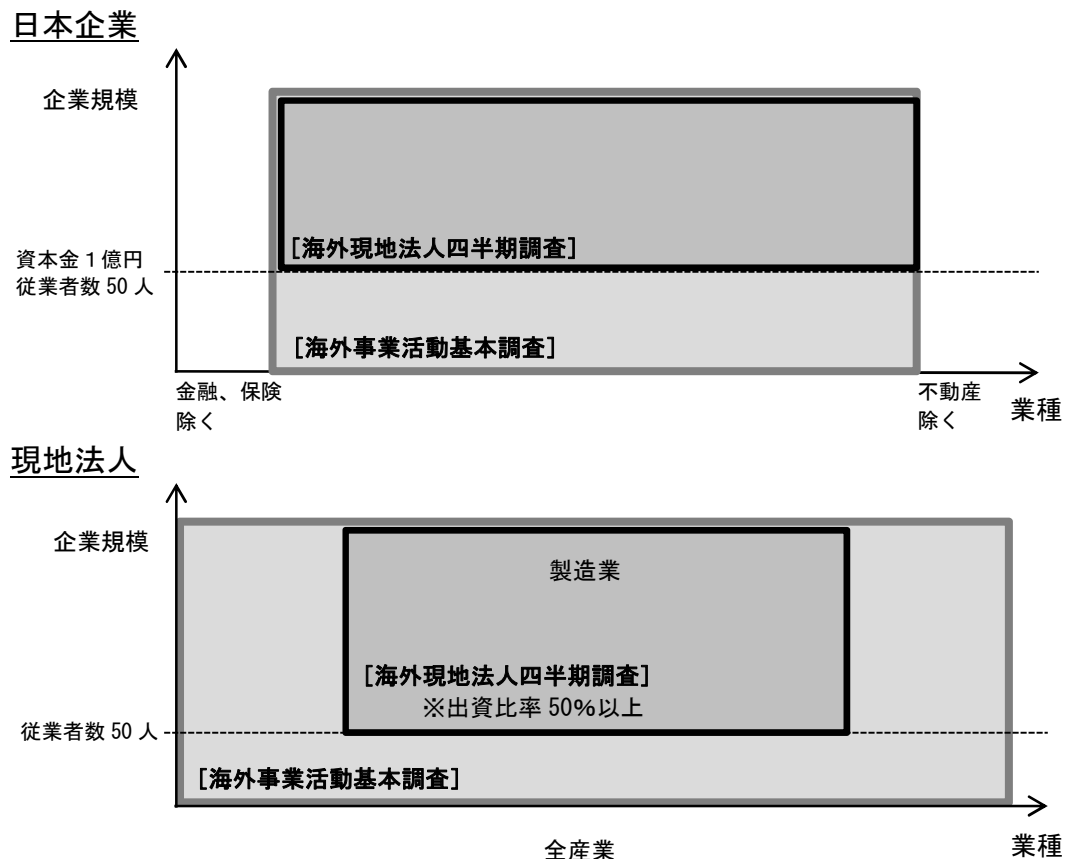 日本企業
企業規模
[海外現地法人四半期調査]
資本金１億円
従業者数 50 人
[海外事業活動基本調査]
金融、保険
除く
不動産
除く
業種
現地法人
企業規模
製造業
[海外現地法人四半期調査]
※出資比率 50%以上
従業者数 50 人
[海外事業活動基本調査]
全産業
業種